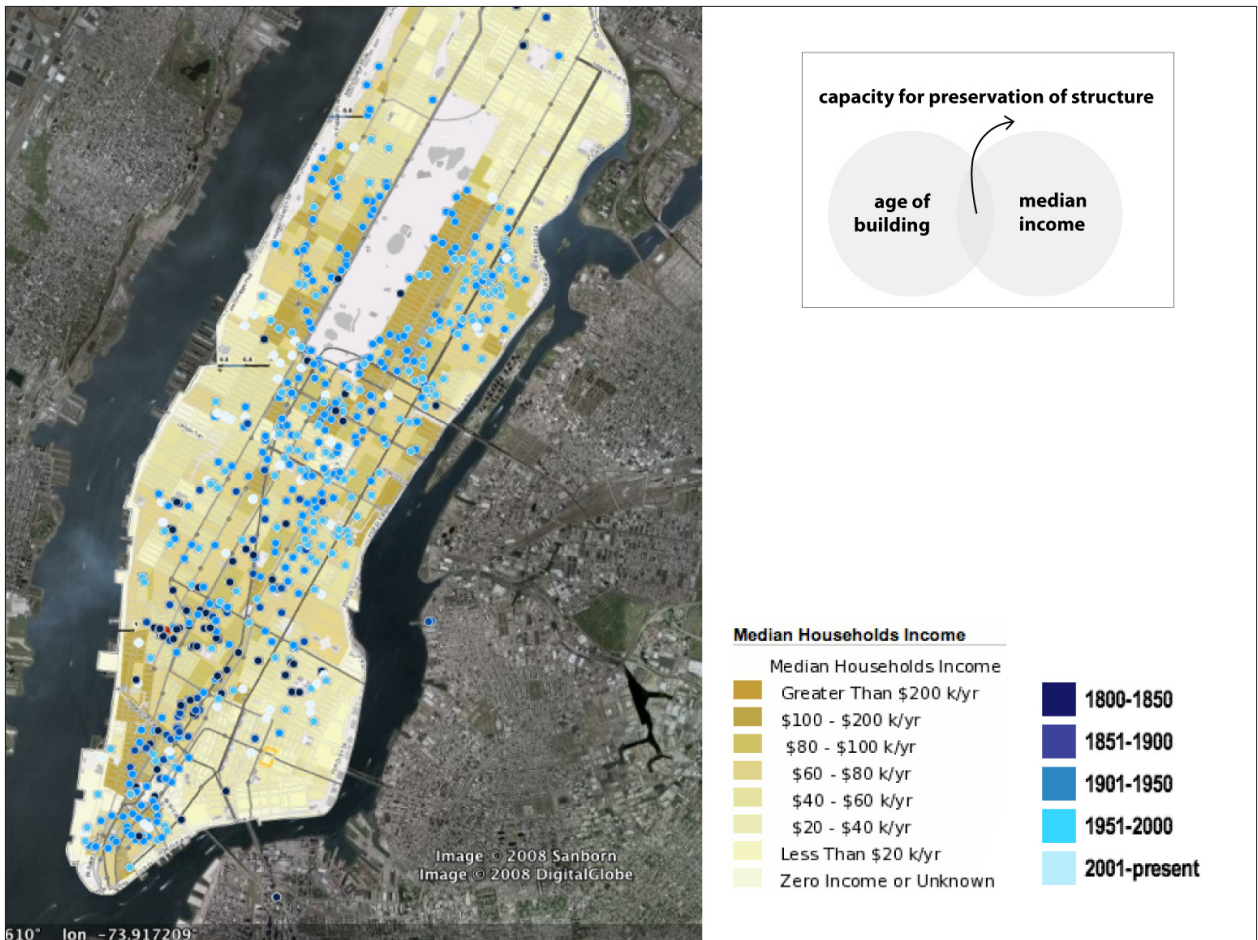 capacity for preservation of structure
age of
building
median
income
Median Households Income
Median Households Income
Greater Than $200 k/yr
$100 - $200 k/yr
$80 - $100 k/yr
$60 - $80 k/yr
$40 - $60 k/yr
$20 - $40 k/yr
Less Than $20 k/yr
Zero Income or Unknown
1800-1850
1851-1900
1901-1950
1951-2000
2001-present
Image © 2008 Sanborn
Image © 2008 DigitalGlobe
610° lon -73.917209°